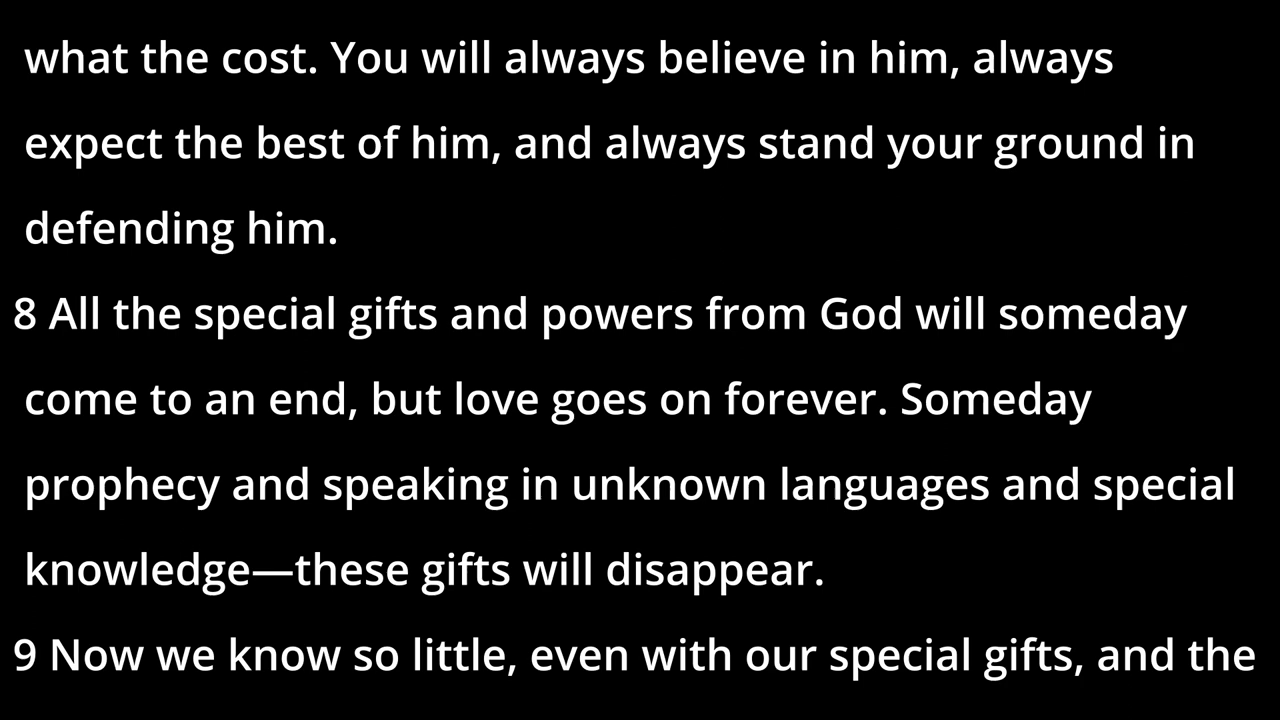 what the cost. You will always believe in him, always
expect the best of him, and always stand your ground in
defending him.
8 All the special gifts and powers from God will someday
come to an end, but love goes on forever. Someday
prophecy and speaking in unknown languages and special
knowledge—these gifts will disappear.
9 Now we know so little, even with our special gifts, and the